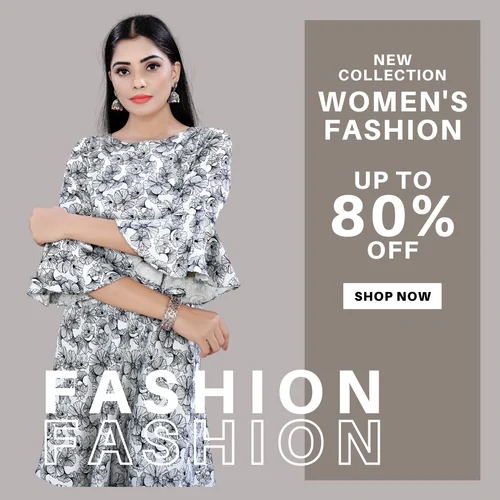 NEW
COLLECTION
WOMEN'S
FASHION
UP TO
80%
OFF
SHOP NOW
FASHION
FASHION